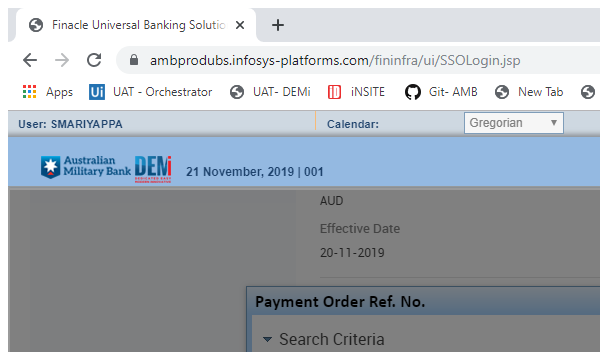 Finacle Universal Banking Solutio
ambprodubs.infosys-platforms.com/fininfra/ui/SSOLogin.jsp
Apps Ui UAT - Orchestrator UAT- DEMi iNSITE Git- AMB New Tab
User: SMARIYAPPA Calendar: Gregorian
Australian
Military Bank DEMi 21 November, 2019 | 001
AUD
Effective Date
20-11-2019
Payment Order Ref. No.
Search Criteria